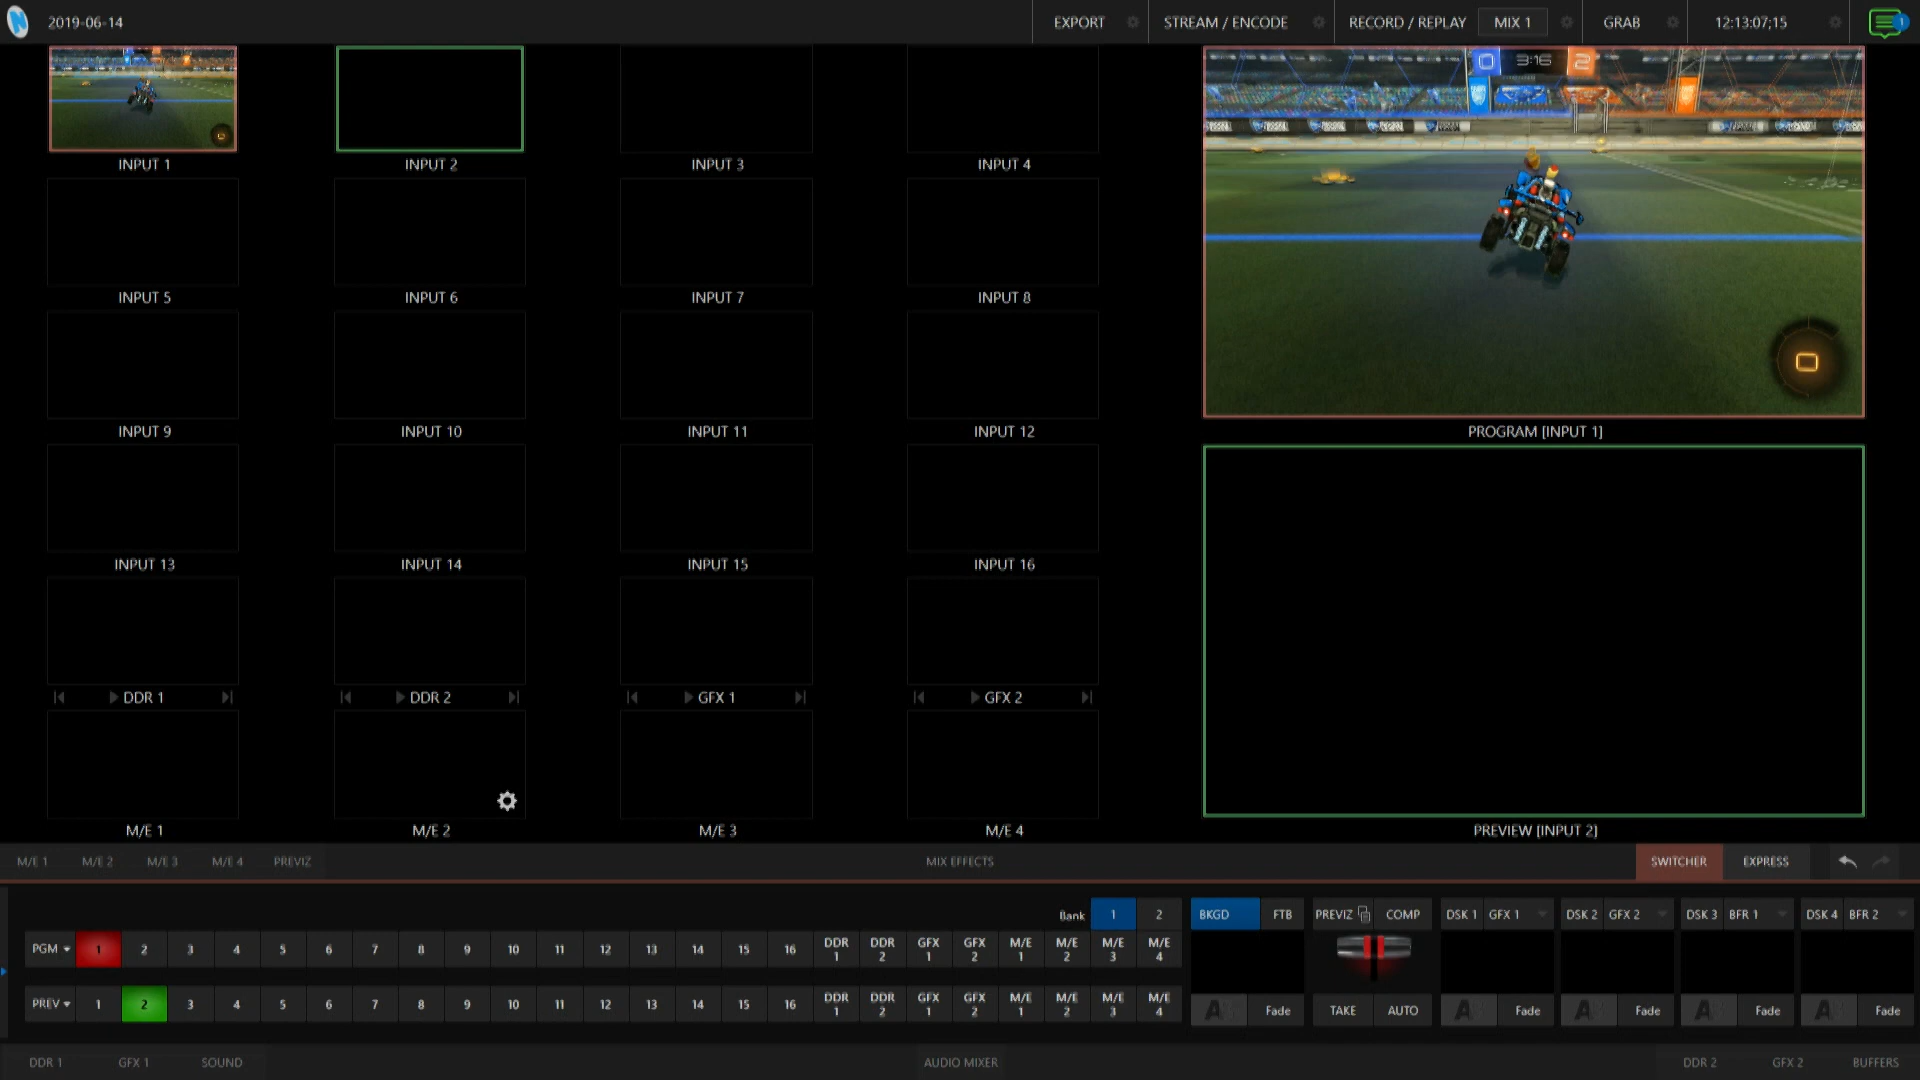 2019-06-14
EXPORT
STREAM / ENCODE
RECORD / REPLAY MIX 1
GRAB
12:13:07;15
1
0 3:16 2
INPUT 1 INPUT 2 INPUT 3 INPUT 4
INPUT 5 INPUT 6 INPUT 7 INPUT 8
INPUT 9 INPUT 10 INPUT 11 INPUT 12
PROGRAM [INPUT 1]
INPUT 13 INPUT 14 INPUT 15 INPUT 16
DDR 1 DDR 2 GFX 1 GFX 2
M/E 1 M/E 2 M/E 3 M/E 4
PREVIEW [INPUT 2]
M/E 1 M/E 2 M/E 3 M/E 4 PREVIZ MIX EFFECTS SWITCHER EXPRESS
Bank 1 2 BKGD FTB PREVIZ COMP DSK 1 GFX 1 DSK 2 GFX 2 DSK 3 BFR 1 DSK 4 BFR 2
PGM 1 2 3 4 5 6 7 8 9 10 11 12 13 14 15 16 DDR 1 DDR 2 GFX 1 GFX 2 M/E 1 M/E 2 M/E 3 M/E 4
PREV 1 2 3 4 5 6 7 8 9 10 11 12 13 14 15 16 DDR 1 DDR 2 GFX 1 GFX 2 M/E 1 M/E 2 M/E 3 M/E 4
Fade TAKE AUTO Fade Fade Fade Fade
DDR 1 GFX 1 SOUND AUDIO MIXER DDR 2 GFX 2 BUFFERS